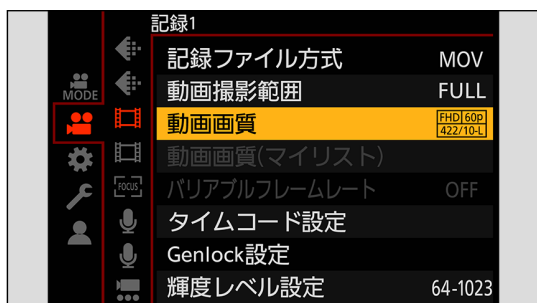 記録1
記録ファイル方式 MOV
動画撮影範囲 FULL
動画画質 FHD 60p 422/10-L
動画画質(マイリスト)
バリアブルフレームレート OFF
タイムコード設定
Genlock設定
輝度レベル設定 64-1023
MODE
FOCUS